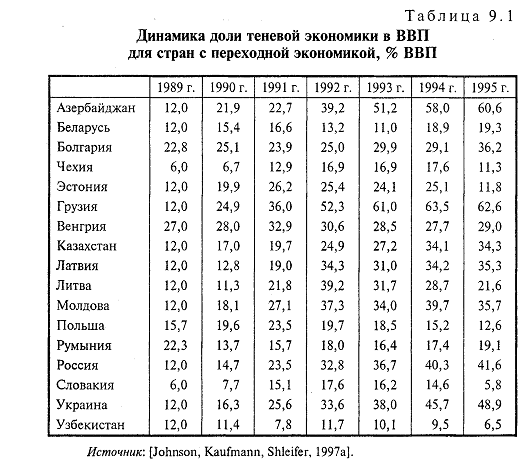 Таблица 9.1
Динамика доли теневой экономики в ВВП
для стран с переходной экономикой, % ВВП
1989 г. 1990 г. 1991 г. 1992 г. 1993 г. 1994 г. 1995 г.
Азербайджан 12,0 21,9 22,7 39,2 51,2 58,0 60,6
Беларусь 12,0 15,4 16,6 13,2 11,0 18,9 19,3
Болгария 22,8 25,1 23,9 25,0 29,9 29,1 36,2
Чехия 6,0 6,7 12,9 16,9 16,9 17,6 11,3
Эстония 12,0 19,9 26,2 25,4 24,1 25,1 11,8
Грузия 12,0 24,9 36,0 52,3 61,0 63,5 62,6
Венгрия 27,0 28,0 32,9 30,6 28,5 27,7 29,0
Казахстан 12,0 17,0 19,7 24,9 27,2 34,1 34,3
Латвия 12,0 12,8 19,0 34,3 31,0 34,2 35,3
Литва 12,0 11,3 21,8 39,2 31,7 28,7 21,6
Молдова 12,0 18,1 27,1 37,3 34,0 39,7 35,7
Польша 15,7 19,6 23,5 19,7 18,5 15,2 12,6
Румыния 22,3 13,7 15,7 18,0 16,4 17,4 19,1
Россия 12,0 14,7 23,5 32,8 36,7 40,3 41,6
Словакия 6,0 7,7 15,1 17,6 16,2 14,6 5,8
Украина 12,0 16,3 25,6 33,6 38,0 45,7 48,9
Узбекистан 12,0 11,4 7,8 11,7 10,1 9,5 6,5
Источник: [Johnson, Kaufmann, Shleifer, 1997a].